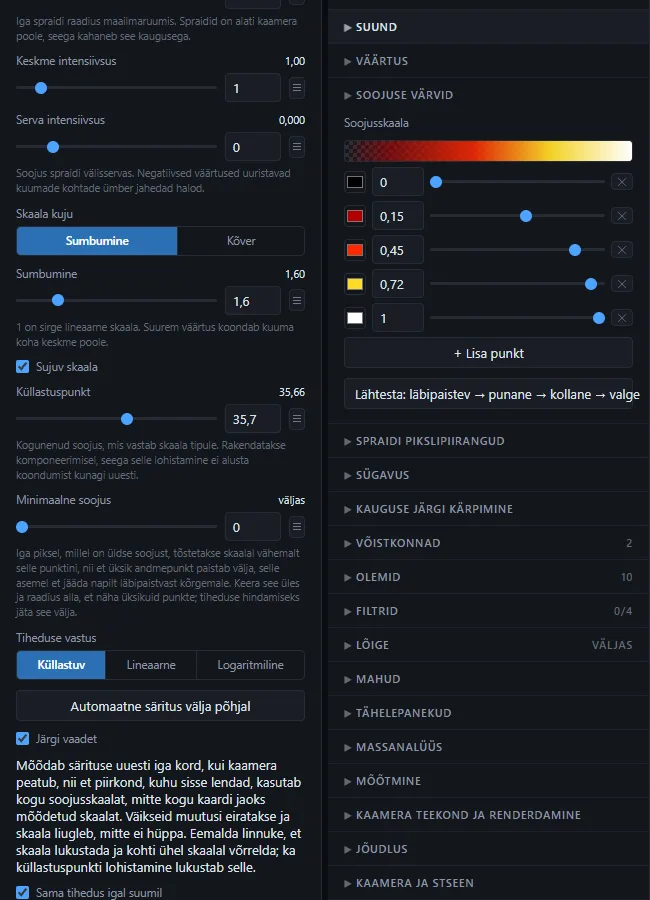 Iga spraidi raadius maailmaruumis. Spraidid on alati kaamera
poole, seega kahaneb see kaugusega.
Keskme intensiivsus 1,00
1
Serva intensiivsus 0,000
0
Soojus spraidi välisservas. Negatiivsed väärtused uuristavad
kuumade kohtade ümber jahedad halod.
Skaala kuju
Sumbumine Kõver
Sumbumine 1,60
1,6
1 on sirge lineaarne skaala. Suurem väärtus koondab kuuma
koha keskme poole.
Sujuv skaala
Küllastuspunkt 35,66
35,7
Kogunenud soojus, mis vastab skaala tipule. Rakendatakse
komponeerimisel, seega selle lohistamine ei alusta
koondumist kunagi uuesti.
Minimaalne soojus väljas
0
Iga piksel, millel on üldse soojust, tõstetakse skaalal vähemalt
selle punktini, nii et üksik andmepunkt paistab välja, selle
asemel et jääda napilt läbipaistvast kõrgemale. Keera see üles
ja raadius alla, et näha üksikuid punkte; tiheduse hindamiseks
jäta see välja.
Tiheduse vastus
Küllastuv Lineaarne Logaritmiline
Automaatne säritus välja põhjal
Järgi vaadet
Mõõdab särituse uuesti iga kord, kui kaamera
peatub, nii et piirkond, kuhu sisse lendad, kasutab
kogu soojusskaalat, mitte kogu kaardi jaoks
mõõdetud skaalat. Väikseid muutusi eiratakse ja
skaala liugleb, mitte ei hüppa. Eemalda linnuke, et
skaala lukustada ja kohti ühel skaalal võrrelda; ka
küllastuspunkti lohistamine lukustab selle.
Sama tihedus igal suumil
▶ SUUND
▶ VÄÄRTUS
▶ SOOJUSE VÄRVID
Soojusskaala
0
0,15
0,45
0,72
1
+ Lisa punkt
Lähtesta: läbipaistev → punane → kollane → valge
▶ SPRAIDI PIKSLIPIIRANGUD
▶ SÜGAVUS
▶ KAUGUSE JÄRGI KÄRPIMINE
▶ VÕISTKONNAD 2
▶ OLEMID 10
▶ FILTRID 0/4
▶ LÕIGE VÄLJAS
▶ MAHUD
▶ TÄHELEPANEKUD
▶ MASSANALÜÜS
▶ MÕÕTMINE
▶ KAAMERA TEEKOND JA RENDERDAMINE
▶ JÕUDLUS
▶ KAAMERA JA STSEEN